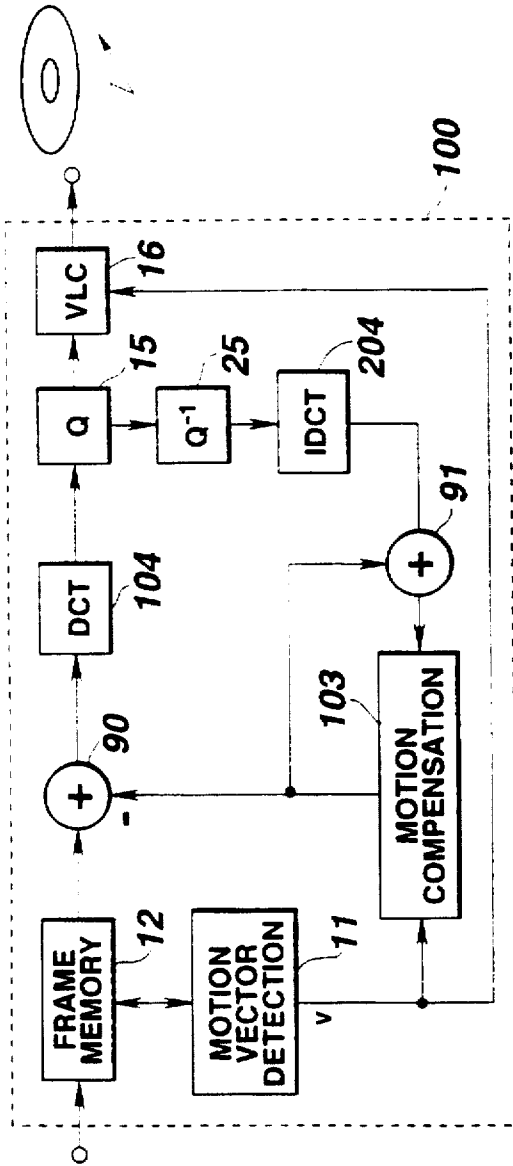 FRAME
MEMORY
12
MOTION
VECTOR
DETECTION
11
V
+
-
90
DCT
104
Q
15
VLC
16
Q⁻¹
25
IDCT
204
+
91
MOTION
COMPENSATION
103
100